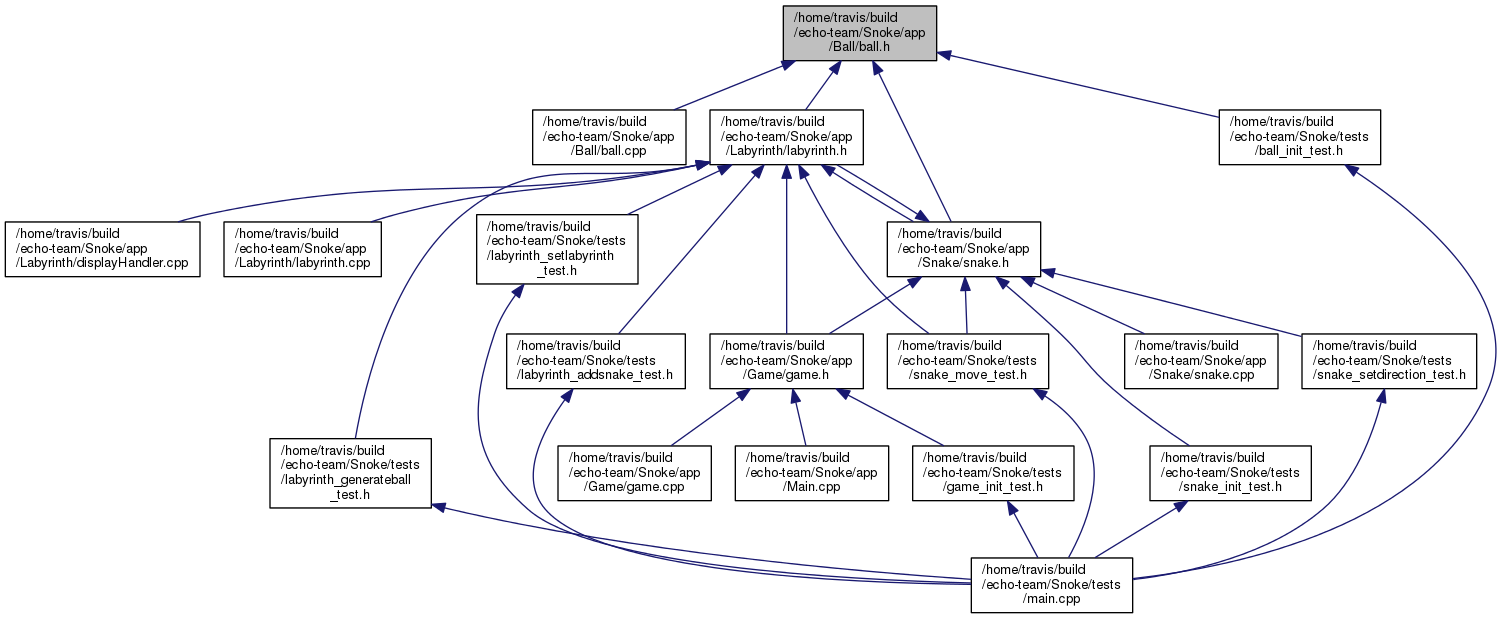 /home/travis/build
/echo-team/Snoke/app
/Ball/ball.h
/home/travis/build
/echo-team/Snoke/app
/Ball/ball.cpp
/home/travis/build
/echo-team/Snoke/app
/Labyrinth/labyrinth.h
/home/travis/build
/echo-team/Snoke/tests
/ball_init_test.h
/home/travis/build
/echo-team/Snoke/app
/Labyrinth/displayHandler.cpp
/home/travis/build
/echo-team/Snoke/app
/Labyrinth/labyrinth.cpp
/home/travis/build
/echo-team/Snoke/tests
/labyrinth_setlabyrinth
_test.h
/home/travis/build
/echo-team/Snoke/app
/Snake/snake.h
/home/travis/build
/echo-team/Snoke/tests
/labyrinth_addsnake_test.h
/home/travis/build
/echo-team/Snoke/app
/Game/game.h
/home/travis/build
/echo-team/Snoke/tests
/snake_move_test.h
/home/travis/build
/echo-team/Snoke/app
/Snake/snake.cpp
/home/travis/build
/echo-team/Snoke/tests
/snake_setdirection_test.h
/home/travis/build
/echo-team/Snoke/tests
/labyrinth_generateball
_test.h
/home/travis/build
/echo-team/Snoke/app
/Game/game.cpp
/home/travis/build
/echo-team/Snoke/app
/Main.cpp
/home/travis/build
/echo-team/Snoke/tests
/game_init_test.h
/home/travis/build
/echo-team/Snoke/tests
/snake_init_test.h
/home/travis/build
/echo-team/Snoke/tests
/main.cpp